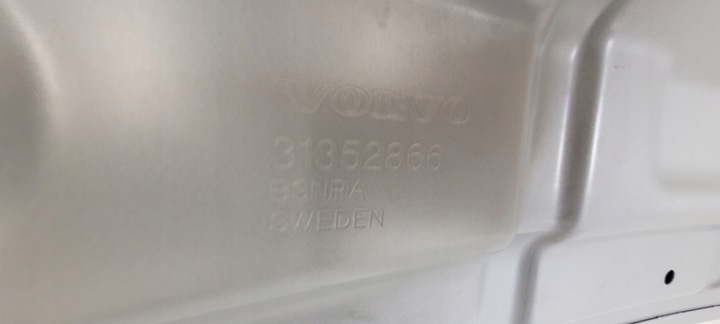 VOLVO
31352866
B3NRA
SWEDEN